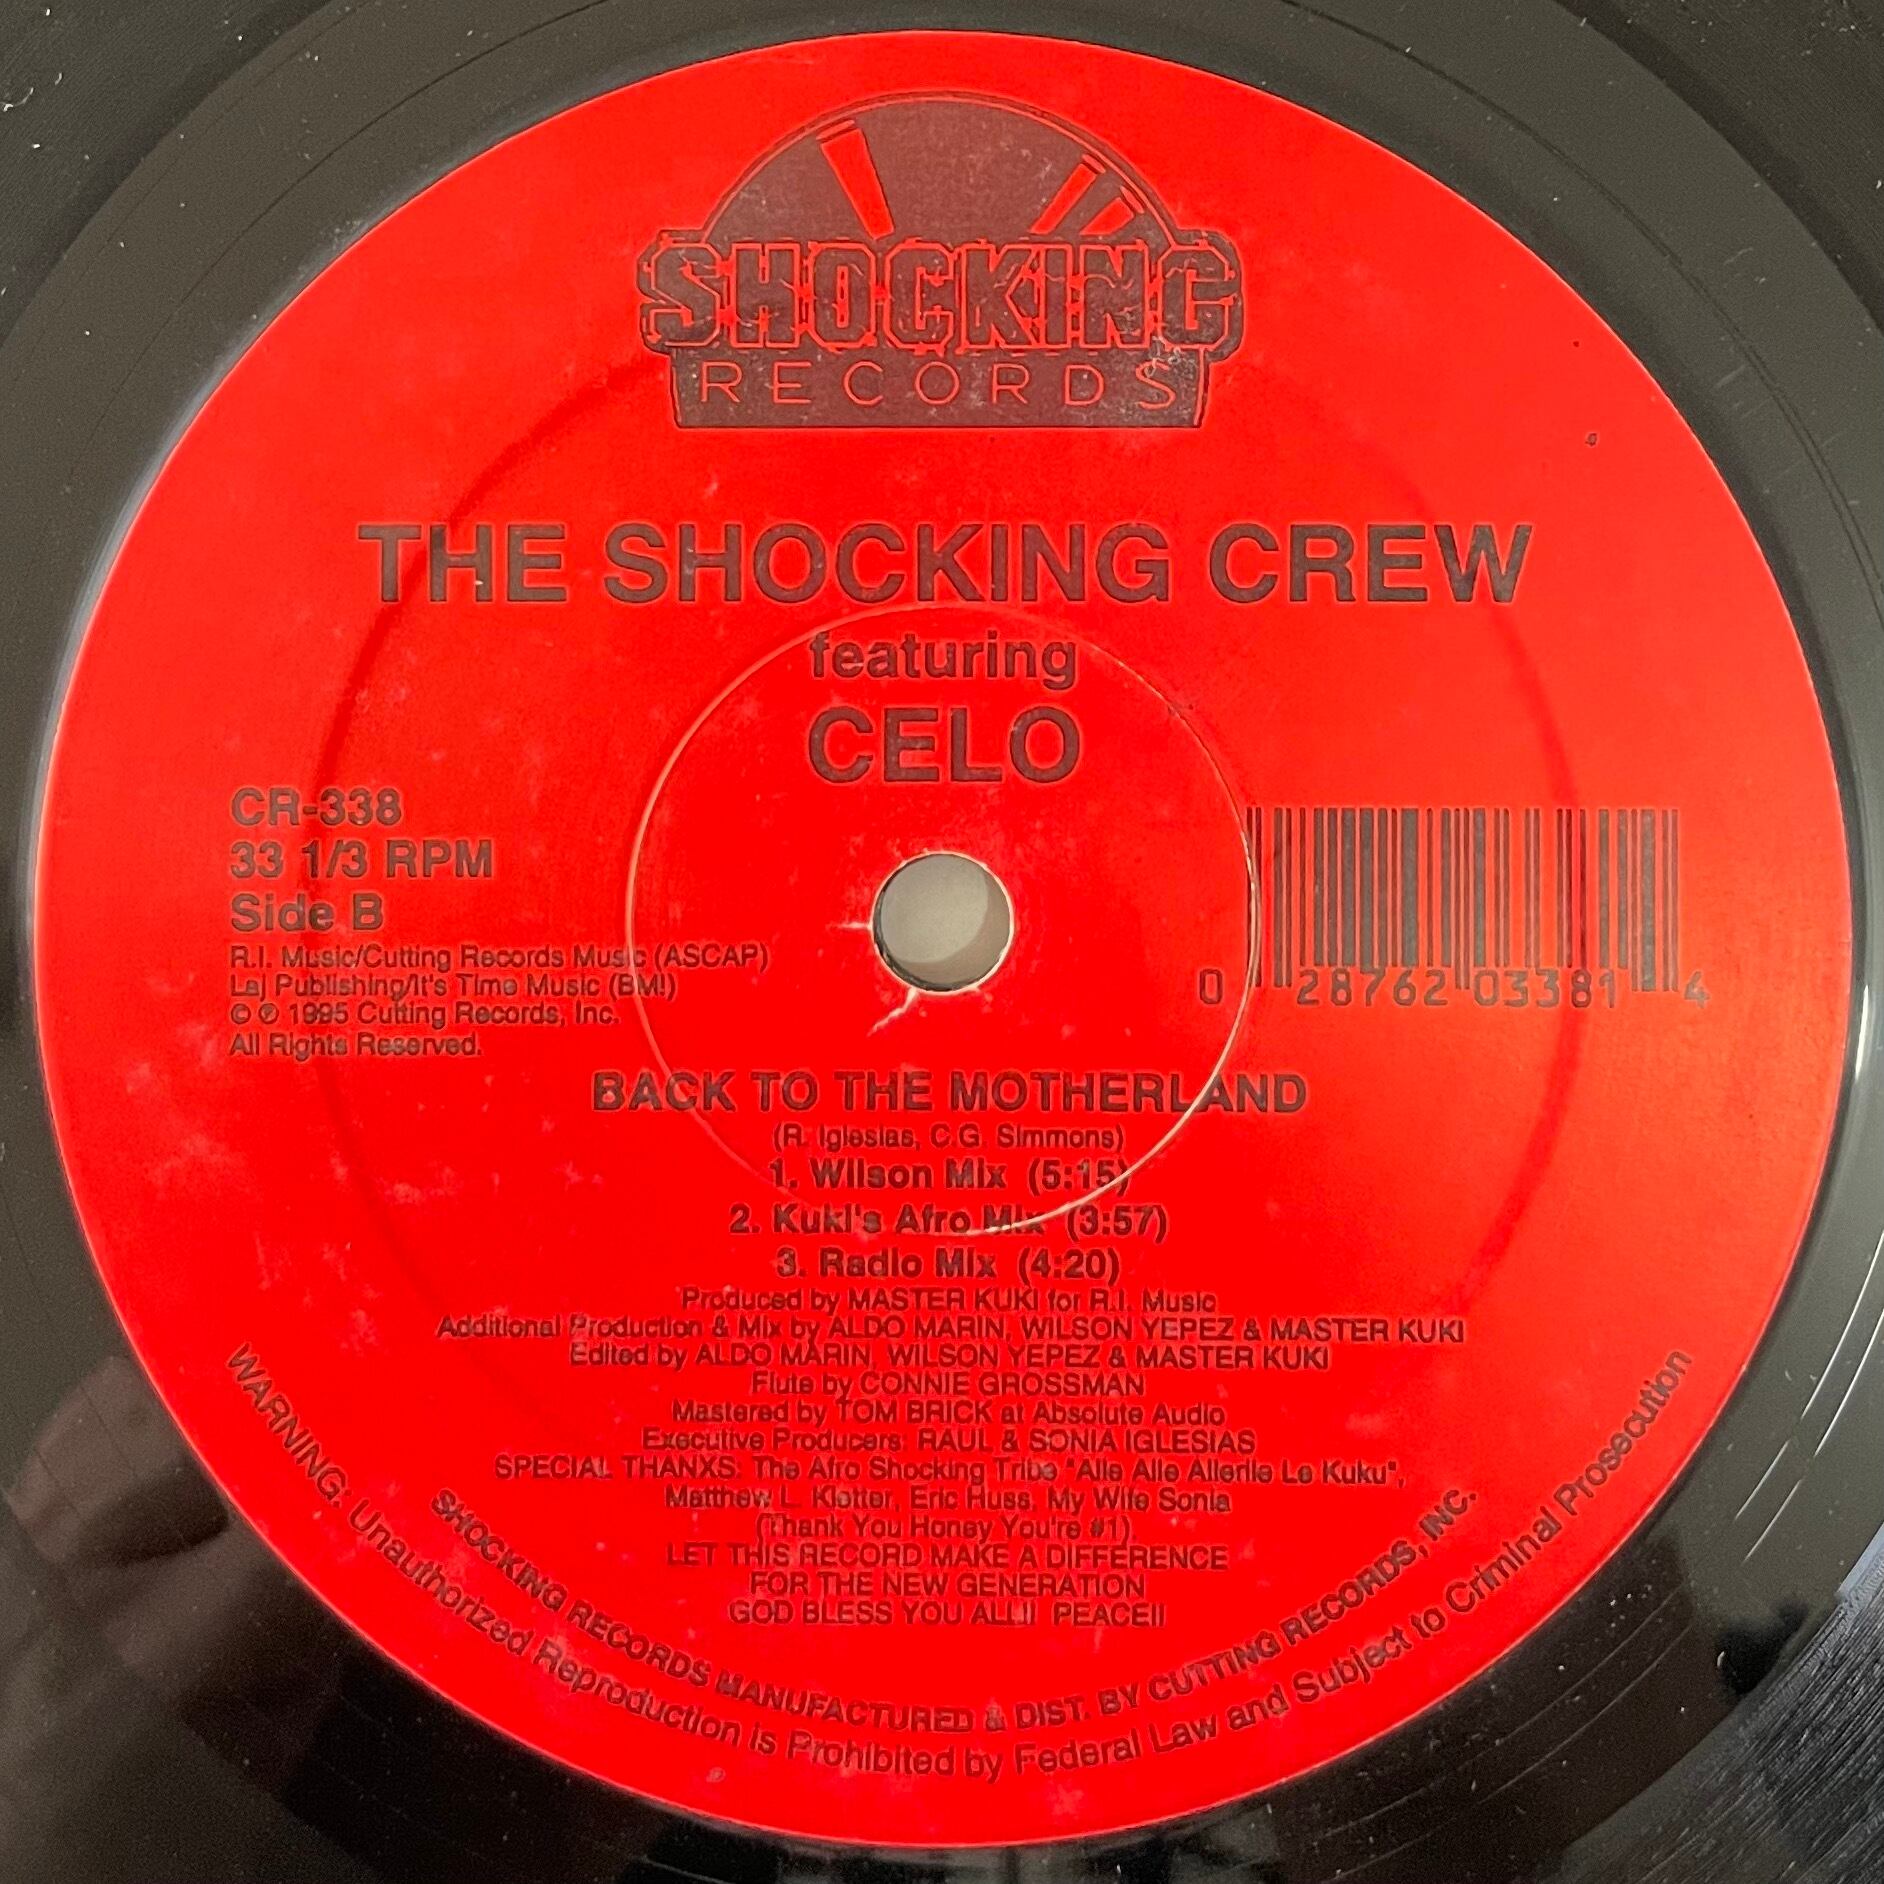 SHOCKING
RECORDS
THE SHOCKING CREW
featuring
CELO
CR-338
33 1/3 RPM
Side B
R.I. Music/Cutting Records Music (ASCAP)
Laj Publishing/It's Time Music (BMI)
© ℗ 1995 Cutting Records, Inc.
All Rights Reserved.
0 28762 03381 4
BACK TO THE MOTHERLAND
(R. Iglesias, C.G. Simmons)
1. Wilson Mix (5:15)
2. Kuki's Afro Mix (3:57)
3. Radio Mix (4:20)
Produced by MASTER KUKI for R.I. Music
Additional Production & Mix by ALDO MARIN, WILSON YEPEZ & MASTER KUKI
Edited by ALDO MARIN, WILSON YEPEZ & MASTER KUKI
Flute by CONNIE GROSSMAN
Mastered by TOM BRICK at Absolute Audio
Executive Producers: RAUL & SONIA IGLESIAS
SPECIAL THANXS: The Afro Shocking Tribe "Alle Alle Allerile Le Kuku",
Matthew L. Klotter, Eric Huss, My Wife Sonia
(Thank You Honey You're #1).
LET THIS RECORD MAKE A DIFFERENCE
FOR THE NEW GENERATION
GOD BLESS YOU ALL!! PEACE!!
SHOCKING RECORDS MANUFACTURED & DIST. BY CUTTING RECORDS, INC.
WARNING: Unauthorized Reproduction is Prohibited by Federal Law and Subject to Criminal Prosecution